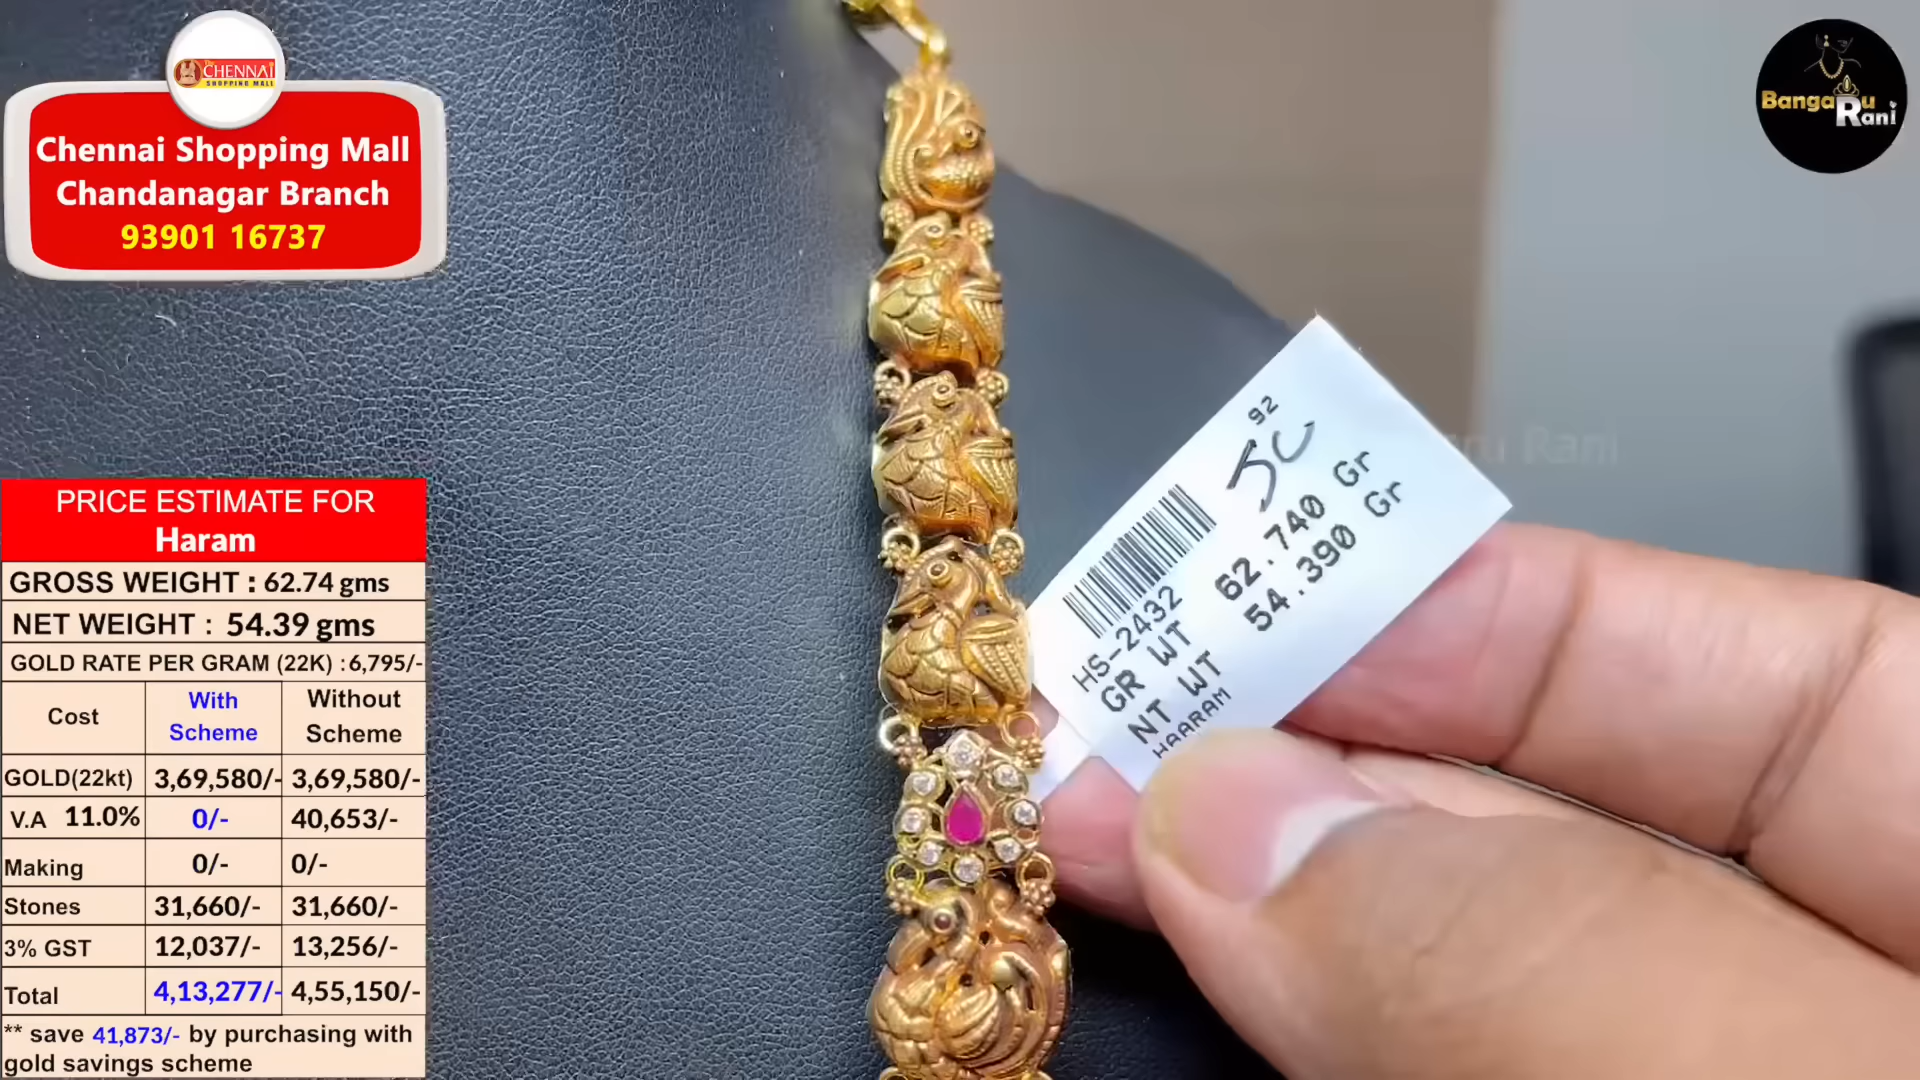 The
CHENNAI
SHOPPING MALL
Chennai Shopping Mall
Chandanagar Branch
93901 16737
Bangaru
Rani
92
HS-2432
GR WT 62.740 Gr
NT WT 54.390 Gr
HAARAM
PRICE ESTIMATE FOR
Haram
GROSS WEIGHT : 62.74 gms
NET WEIGHT : 54.39 gms
GOLD RATE PER GRAM (22K) :6,795/-
Cost With Scheme Without Scheme
GOLD(22kt) 3,69,580/- 3,69,580/-
V.A 11.0% 0/- 40,653/-
Making 0/- 0/-
Stones 31,660/- 31,660/-
3% GST 12,037/- 13,256/-
Total 4,13,277/- 4,55,150/-
** save 41,873/- by purchasing with
gold savings scheme